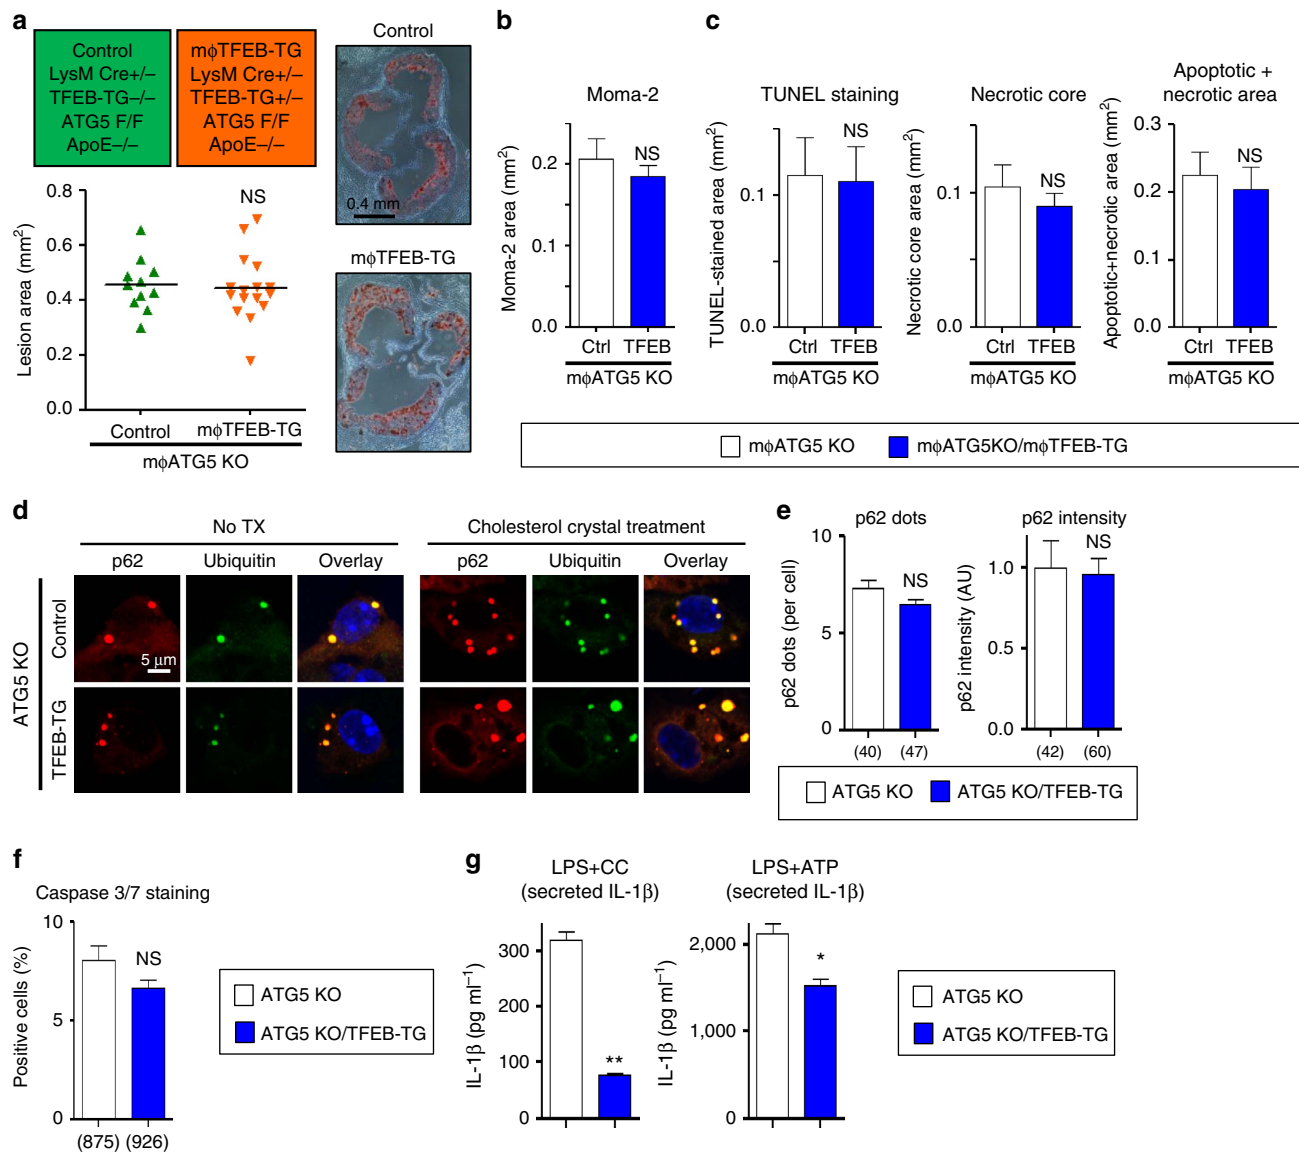 a
Control
LysM Cre+/–
TFEB-TG–/–
ATG5 F/F
ApoE–/–
mϕTFEB-TG
LysM Cre+/–
TFEB-TG+/–
ATG5 F/F
ApoE–/–
Lesion area (mm²)
0.8
0.6
0.4
0.2
0.0
NS
Control
mϕTFEB-TG
mϕATG5 KO
Control
0.4 mm
mϕTFEB-TG
b
Moma-2
Moma-2 area (mm²)
0.2
0.1
0.0
NS
Ctrl TFEB
mϕATG5 KO
c
TUNEL staining
TUNEL-stained area (mm²)
0.1
0
NS
Ctrl TFEB
mϕATG5 KO
Necrotic core
Necrotic core area (mm²)
0.1
0
NS
Ctrl TFEB
mϕATG5 KO
Apoptotic +
necrotic area
Apoptotic+necrotic area (mm²)
0.3
0.2
0.1
0.0
NS
Ctrl TFEB
mϕATG5 KO
mϕATG5 KO
mϕATG5KO/mϕTFEB-TG
d
No TX
Cholesterol crystal treatment
p62 Ubiquitin Overlay
p62 Ubiquitin Overlay
ATG5 KO
Control
TFEB-TG
5 μm
e
p62 dots
p62 dots (per cell)
10
5
0
NS
(40) (47)
p62 intensity
p62 intensity (AU)
1.0
0.5
0.0
NS
(42) (60)
ATG5 KO
ATG5 KO/TFEB-TG
f
Caspase 3/7 staining
Positive cells (%)
10
5
0
NS
(875) (926)
ATG5 KO
ATG5 KO/TFEB-TG
g
LPS+CC
(secreted IL-1β)
IL-1β (pg ml⁻¹)
300
200
100
0
**
LPS+ATP
(secreted IL-1β)
IL-1β (pg ml⁻¹)
2,000
1,000
0
*
ATG5 KO
ATG5 KO/TFEB-TG